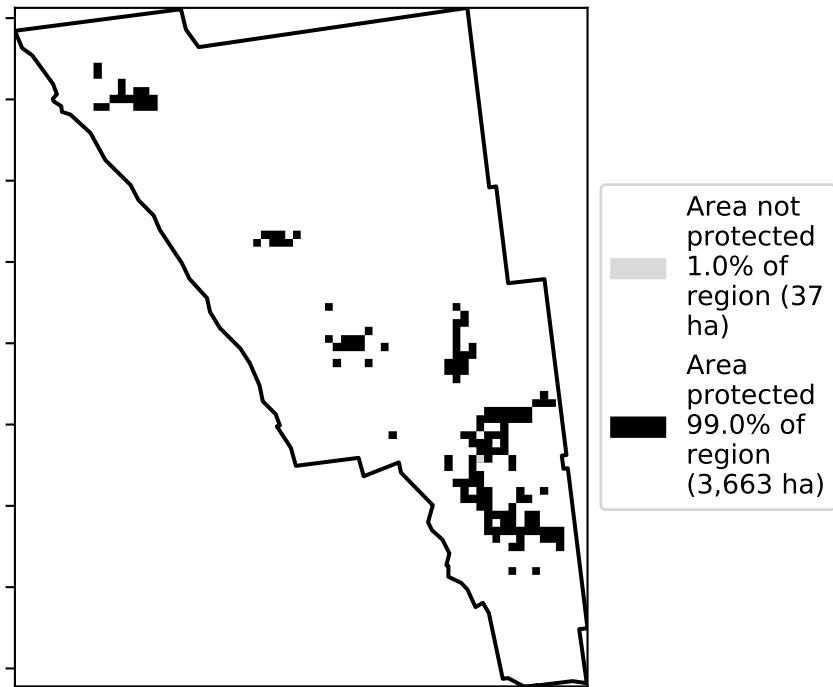 Area not
protected
1.0% of
region (37
ha)
Area
protected
99.0% of
region
(3,663 ha)